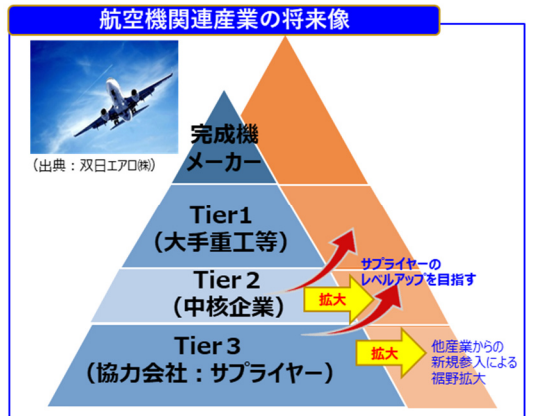 航空機関連産業の将来像
(出典:双日エアロ㈱)
完成機
メーカー
Tier1
(大手重工等)
サプライヤーの
レベルアップを目指す
Tier2
(中核企業)
拡大
Tier3
(協力会社:サプライヤー)
拡大
他産業からの
新規参入による
裾野拡大